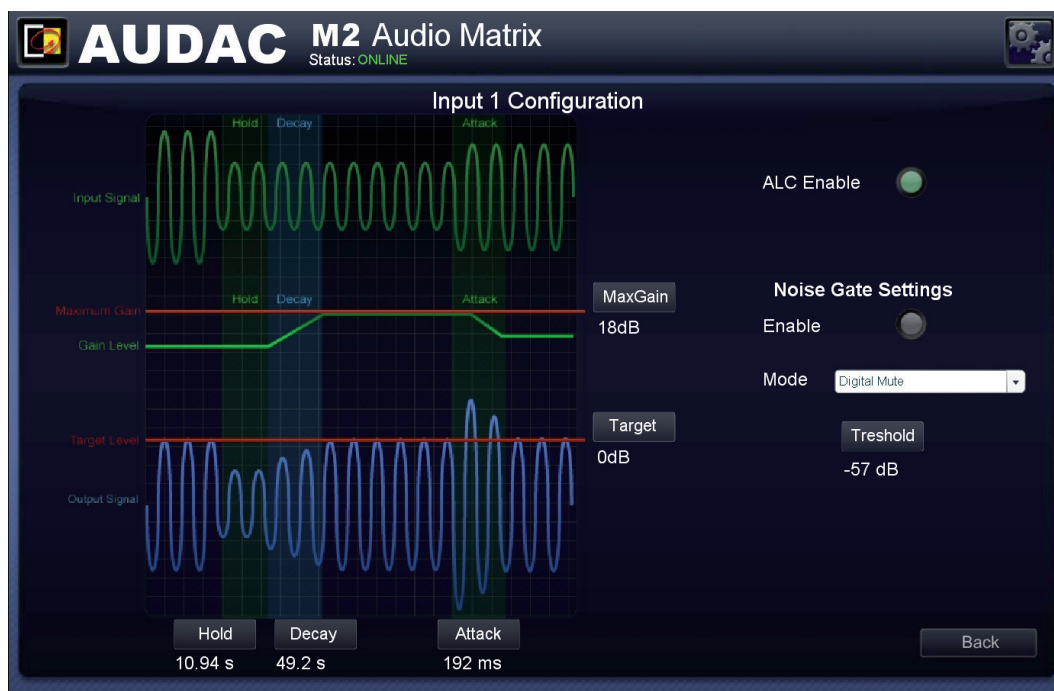 AUDAC M2 Audio Matrix
Status: ONLINE
Input 1 Configuration
Hold Decay Attack
Input Signal
ALC Enable
Hold Decay Attack
Maximum Gain
Gain Level
MaxGain
18dB
Noise Gate Settings
Enable
Mode Digital Mute
Target Level
Target
0dB
Treshold
-57 dB
Output Signal
Hold Decay Attack
10.94 s 49.2 s 192 ms
Back